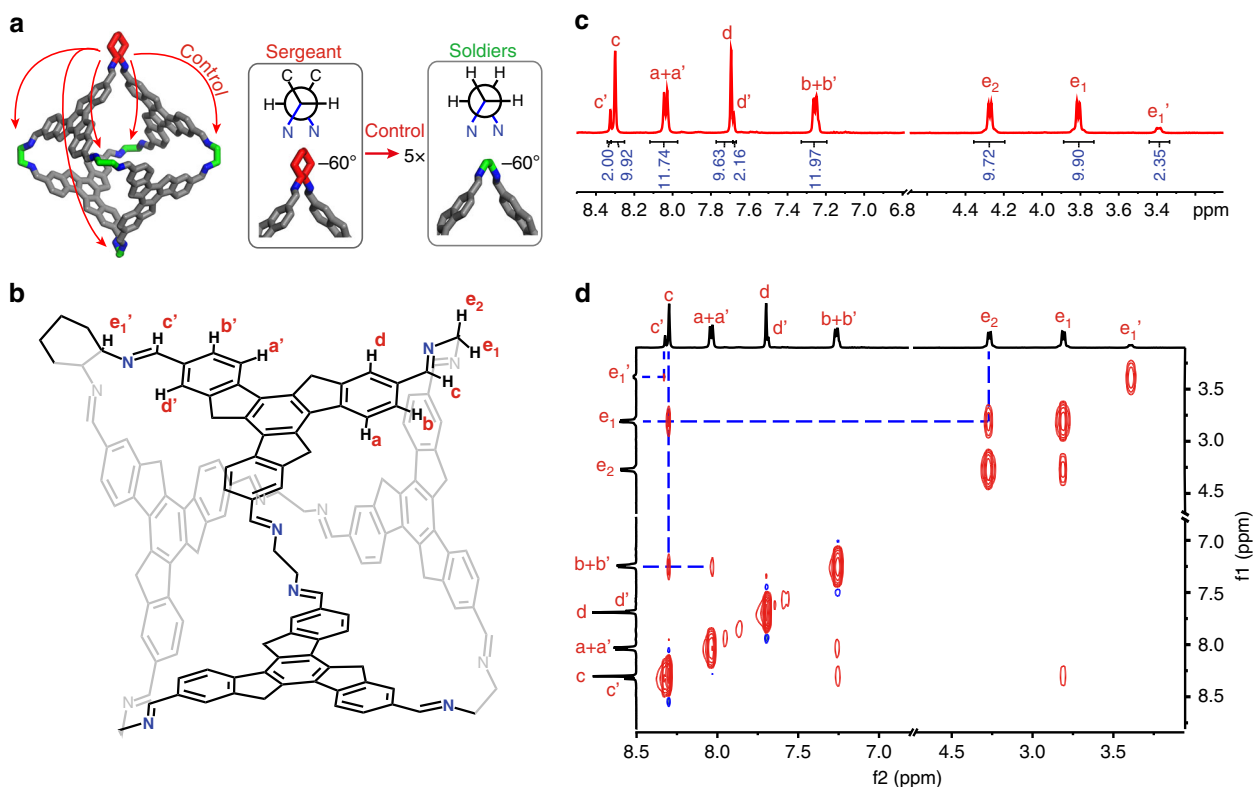 a
Sergeant
Soldiers
Control
C C
H H
N N
–60°
Control
5×
H H
H H
N N
–60°
b
e₁' c' b'
H H H
N
a'
H
H
d'
e₂
H
N
H
e₁
d
H
H
c
N
H
b
H
a
N
N
N
N
N
N
N
N
N
N
c
c
c'
a+a'
d
d'
b+b'
e₂
e₁
e₁'
2.00 9.92 11.74 9.63 2.16 11.97 9.72 9.90 2.35
8.4 8.2 8.0 7.8 7.6 7.4 7.2 7.0 6.8 4.4 4.2 4.0 3.8 3.6 3.4 ppm
d
c
c'
a+a'
d
d'
b+b'
e₂
e₁
e₁'
e₁'
e₁
e₂
b+b'
d'
d
a+a'
c
c'
3.5
3.0
4.5
7.0
7.5
8.0
8.5
f1 (ppm)
8.5 8.0 7.5 7.0 4.5 4.0 3.5
f2 (ppm)